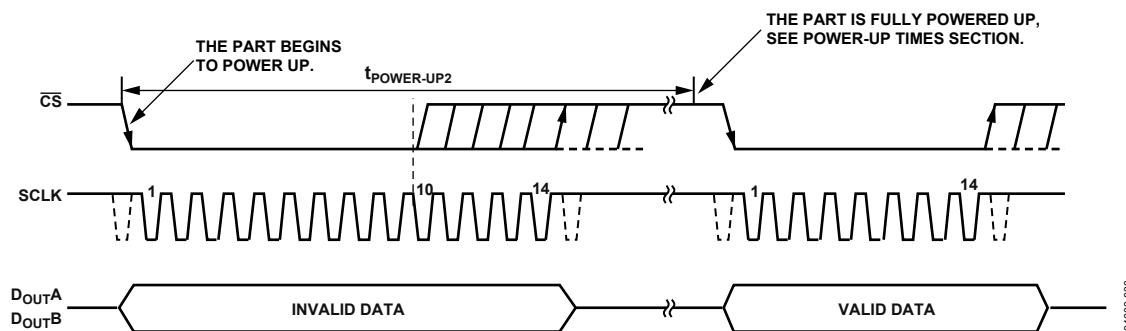 THE PART BEGINS
TO POWER UP.
THE PART IS FULLY POWERED UP,
SEE POWER-UP TIMES SECTION.
tPOWER-UP2
CS
SCLK
1
10
14
1
14
DOUTA
DOUTB
INVALID DATA
VALID DATA